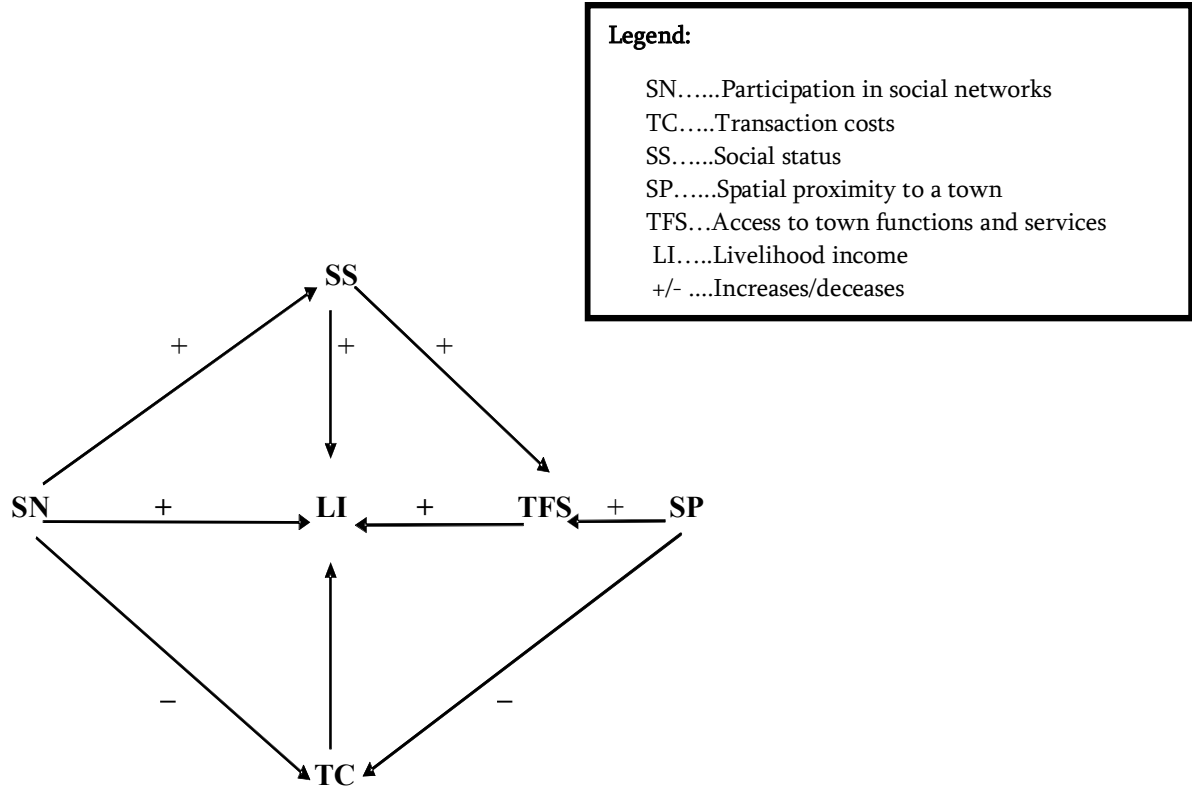 Legend:
SN…...Participation in social networks
TC…..Transaction costs
SS…...Social status
SP…...Spatial proximity to a town
TFS…Access to town functions and services
LI…..Livelihood income
+/- ....Increases/deceases
SS
+ + +
SN + LI + TFS + SP
– –
TC